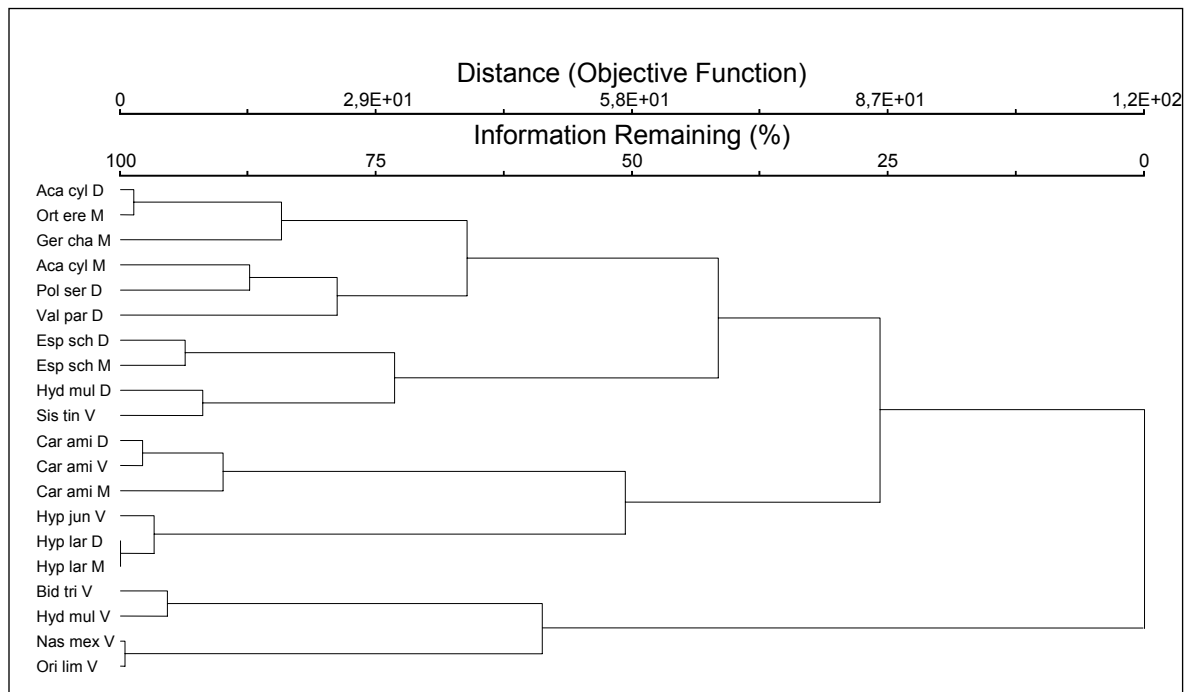 Distance (Objective Function)
0 2,9E+01 5,8E+01 8,7E+01 1,2E+02
Information Remaining (%)
100 75 50 25 0
Aca cyl D
Ort ere M
Ger cha M
Aca cyl M
Pol ser D
Val par D
Esp sch D
Esp sch M
Hyd mul D
Sis tin V
Car ami D
Car ami V
Car ami M
Hyp jun V
Hyp lar D
Hyp lar M
Bid tri V
Hyd mul V
Nas mex V
Ori lim V